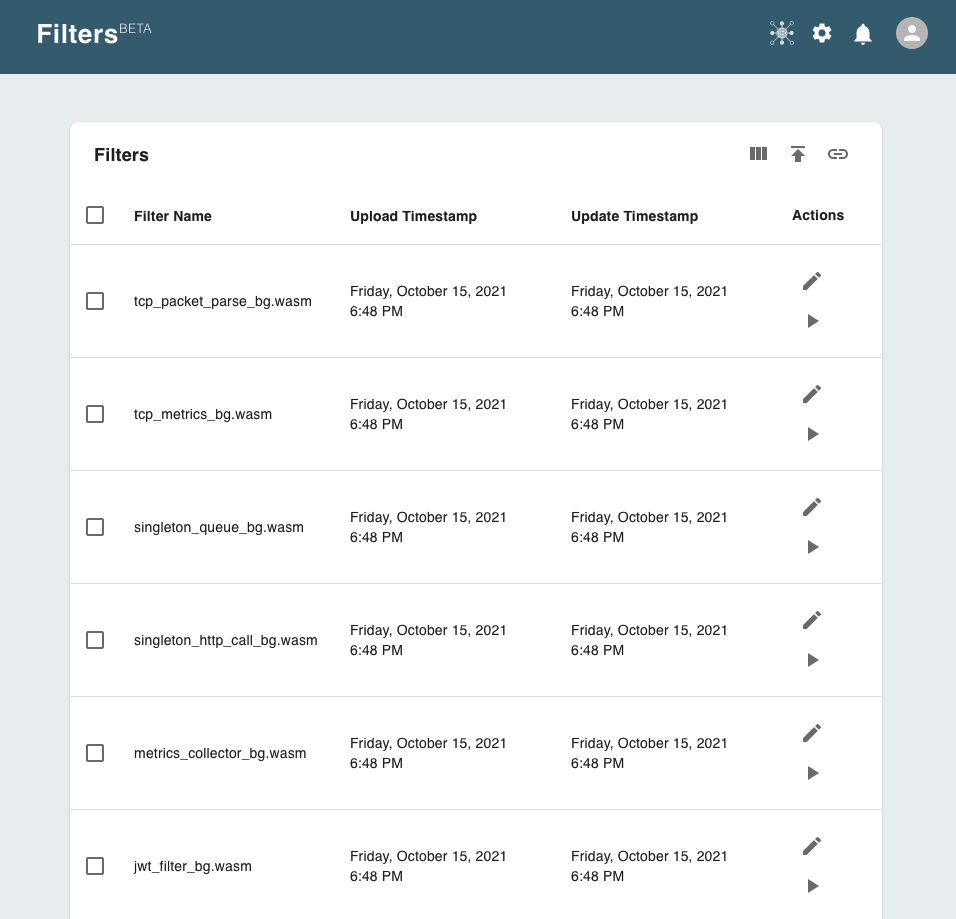 FiltersBETA
Filters
Filter Name Upload Timestamp Update Timestamp Actions
tcp_packet_parse_bg.wasm Friday, October 15, 2021 Friday, October 15, 2021
6:48 PM 6:48 PM
tcp_metrics_bg.wasm Friday, October 15, 2021 Friday, October 15, 2021
6:48 PM 6:48 PM
singleton_queue_bg.wasm Friday, October 15, 2021 Friday, October 15, 2021
6:48 PM 6:48 PM
singleton_http_call_bg.wasm Friday, October 15, 2021 Friday, October 15, 2021
6:48 PM 6:48 PM
metrics_collector_bg.wasm Friday, October 15, 2021 Friday, October 15, 2021
6:48 PM 6:48 PM
jwt_filter_bg.wasm Friday, October 15, 2021 Friday, October 15, 2021
6:48 PM 6:48 PM